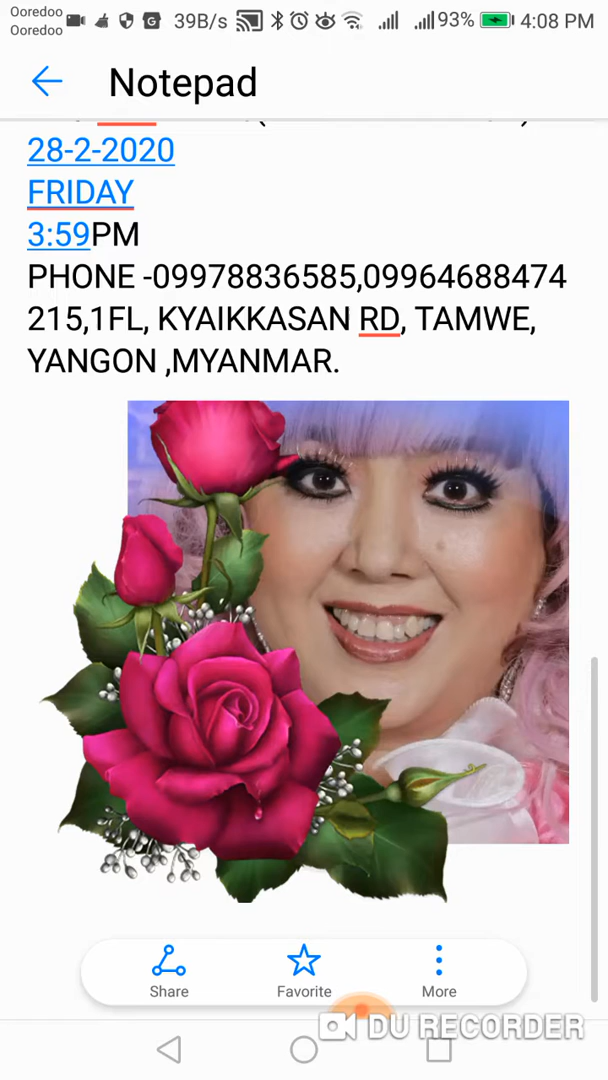 Ooredoo
Ooredoo
39B/s
93%
4:08 PM
Notepad
28-2-2020
FRIDAY
3:59PM
PHONE -09978836585,09964688474
215,1FL, KYAIKKASAN RD, TAMWE,
YANGON ,MYANMAR.
Share
Favorite
More
DU RECORDER